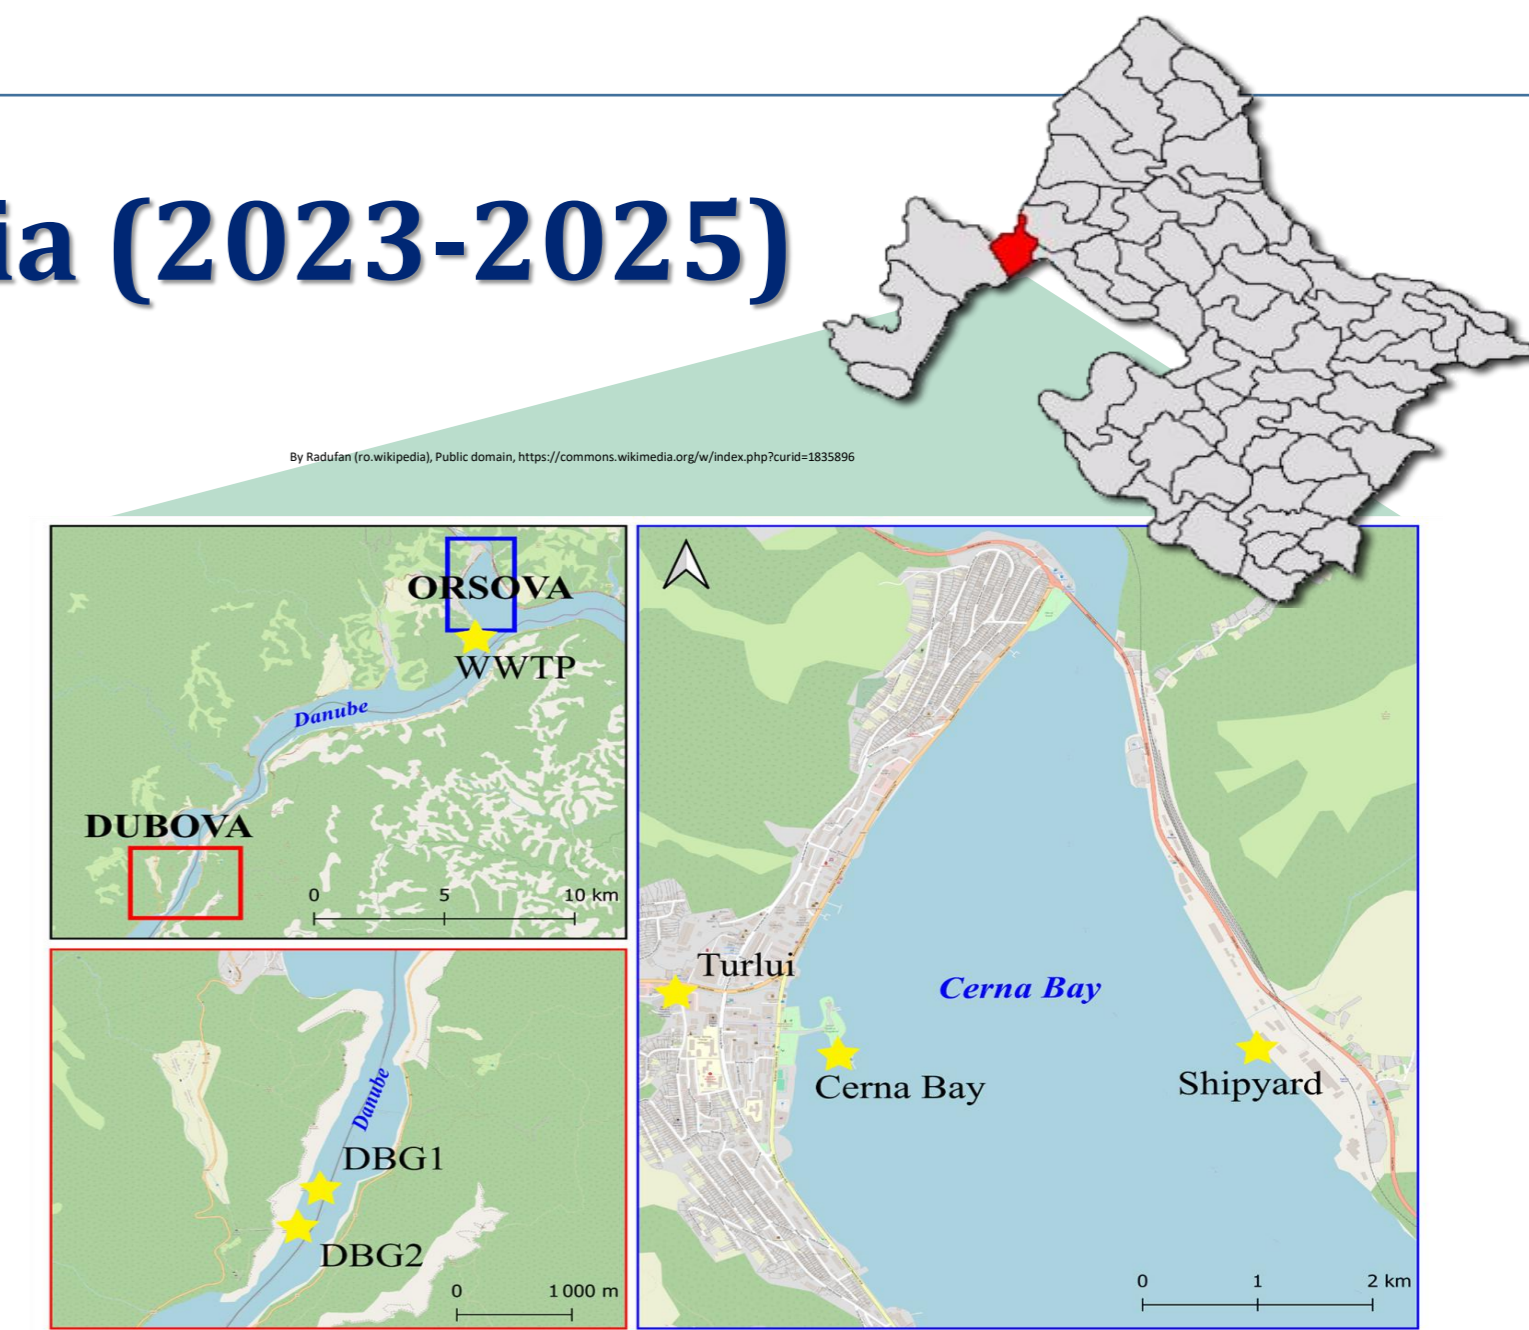 ia (2023-2025)
By Radufan (ro.wikipedia), Public domain, https://commons.wikimedia.org/w/index.php?curid=1835896
ORSOVA
WWTP
Danube
DUBOVA
0 5 10 km
Danube
DBG1
DBG2
0 1 000 m
Turlui
Cerna Bay
Cerna Bay
Shipyard
0 1 2 km